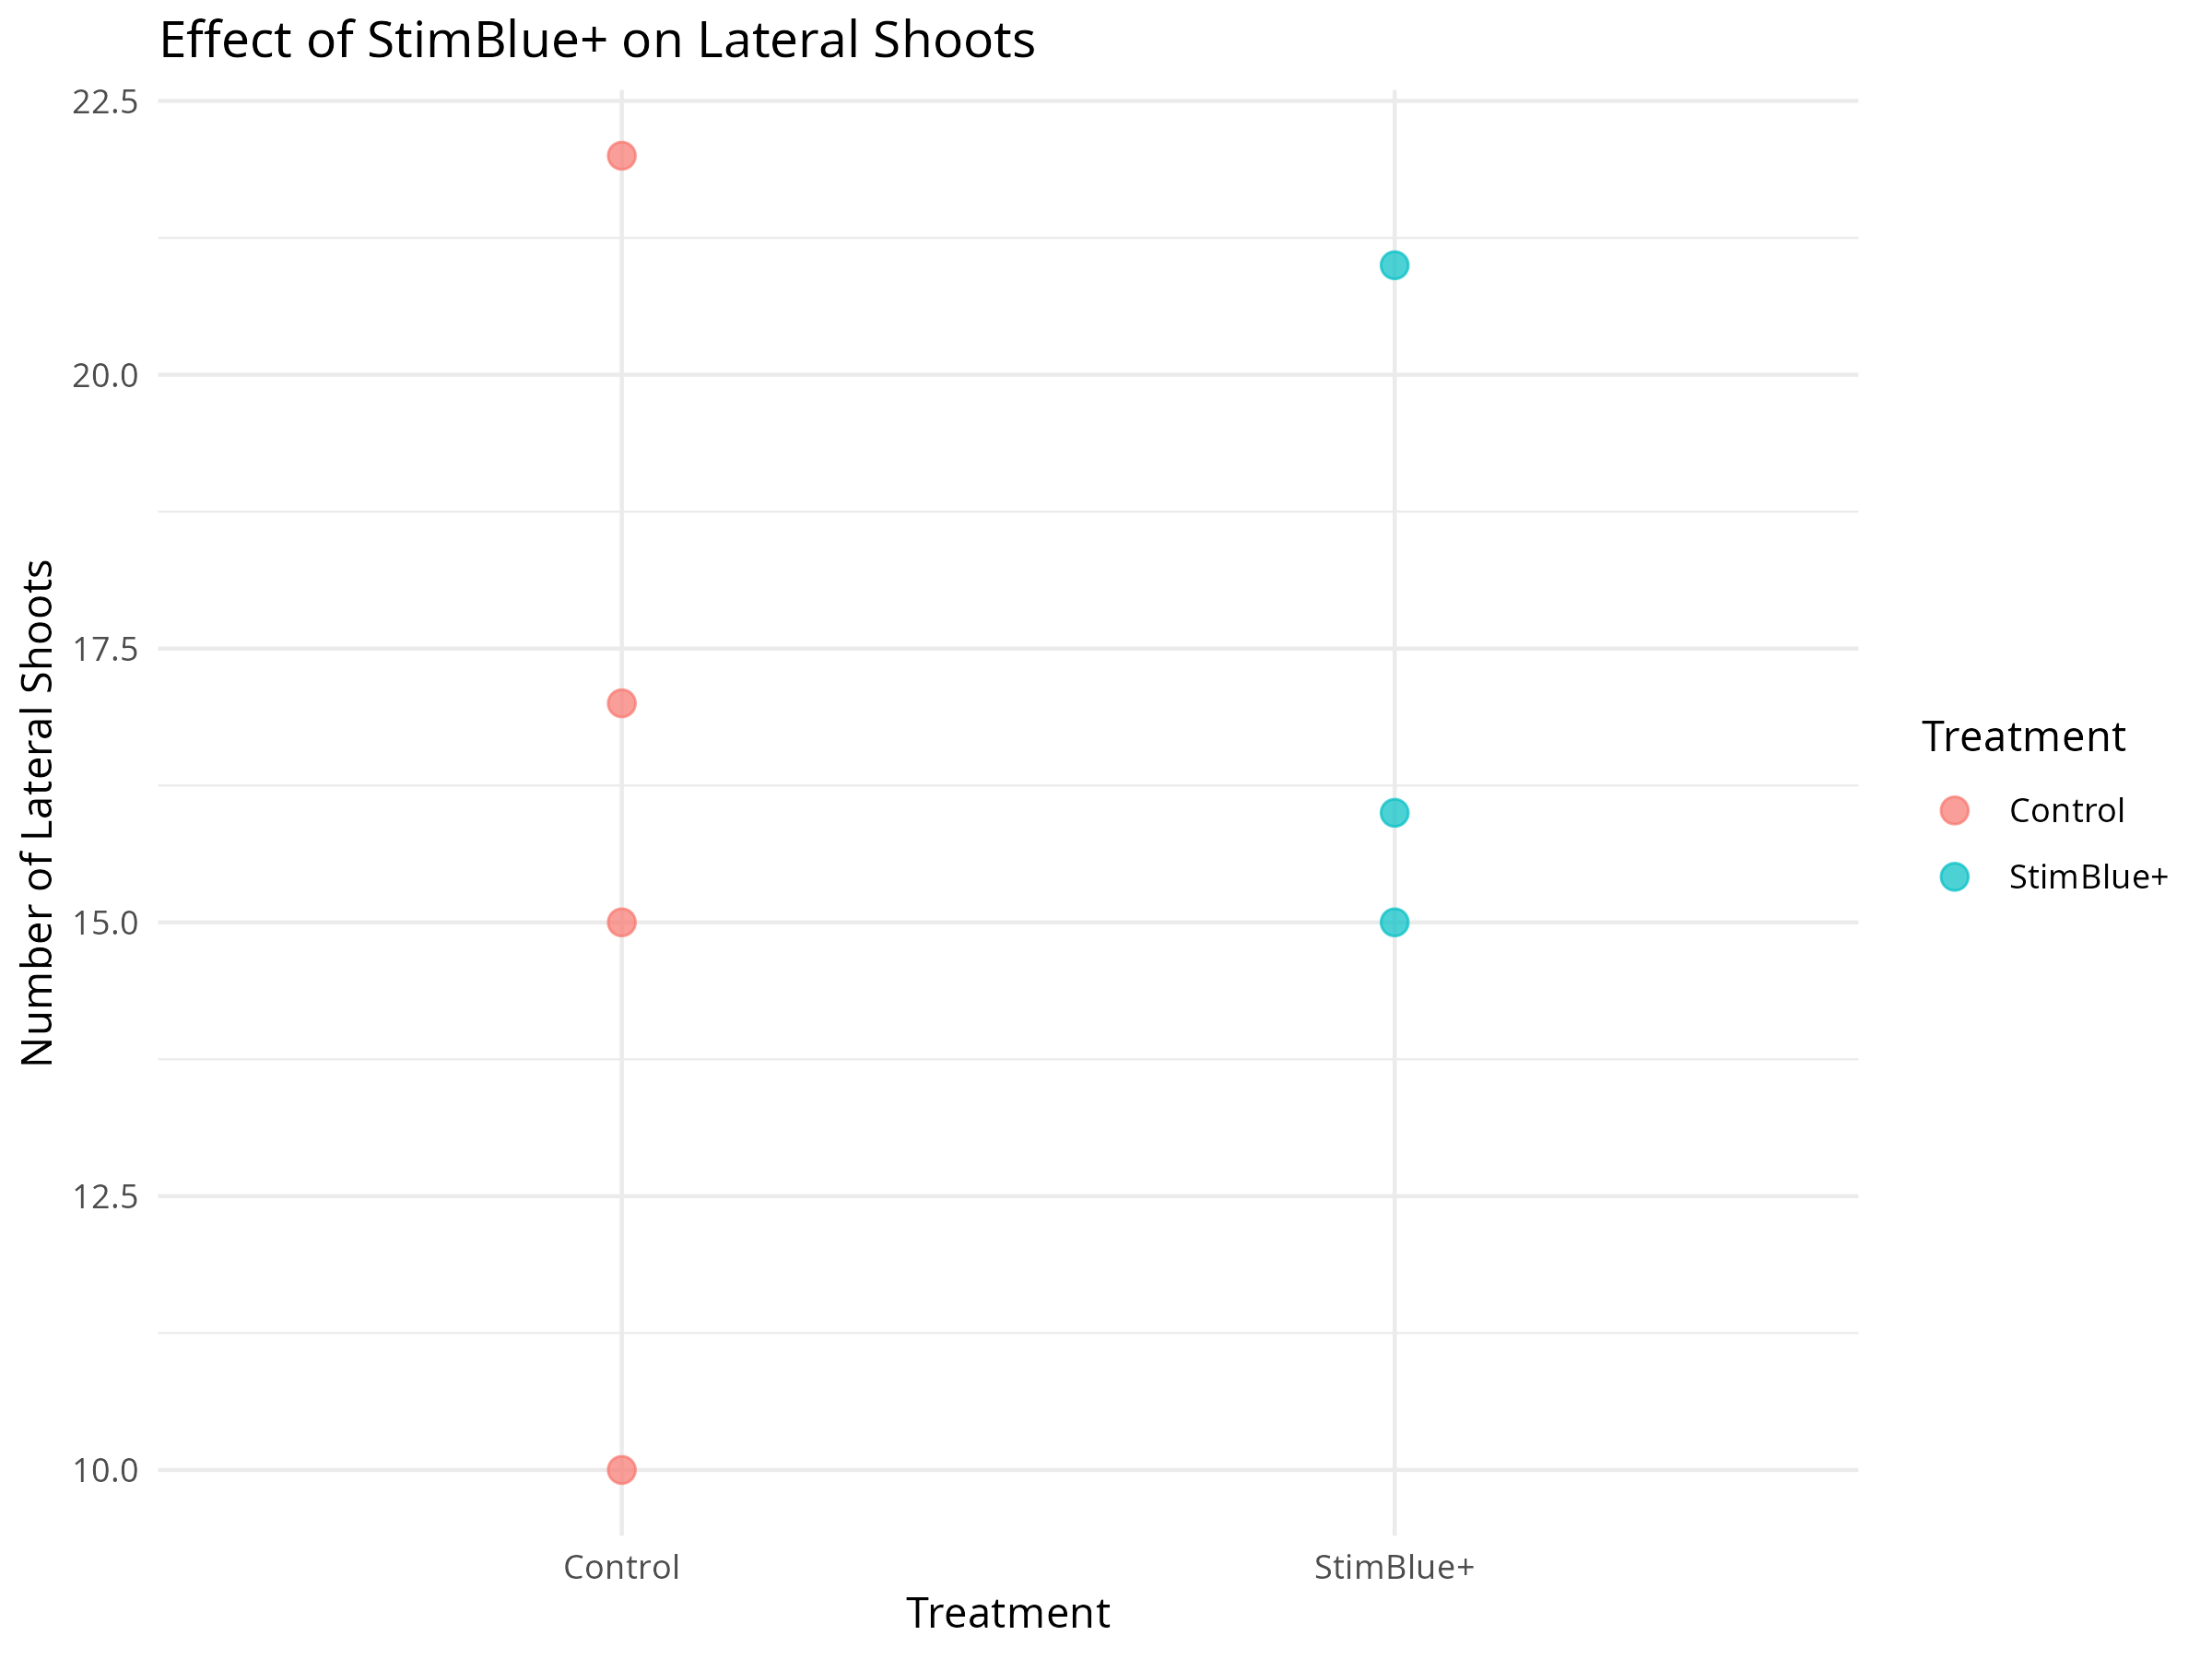 Effect of StimBlue+ on Lateral Shoots
Number of Lateral Shoots
22.5
20.0
17.5
15.0
12.5
10.0
Control
StimBlue+
Treatment
Treatment
Control
StimBlue+